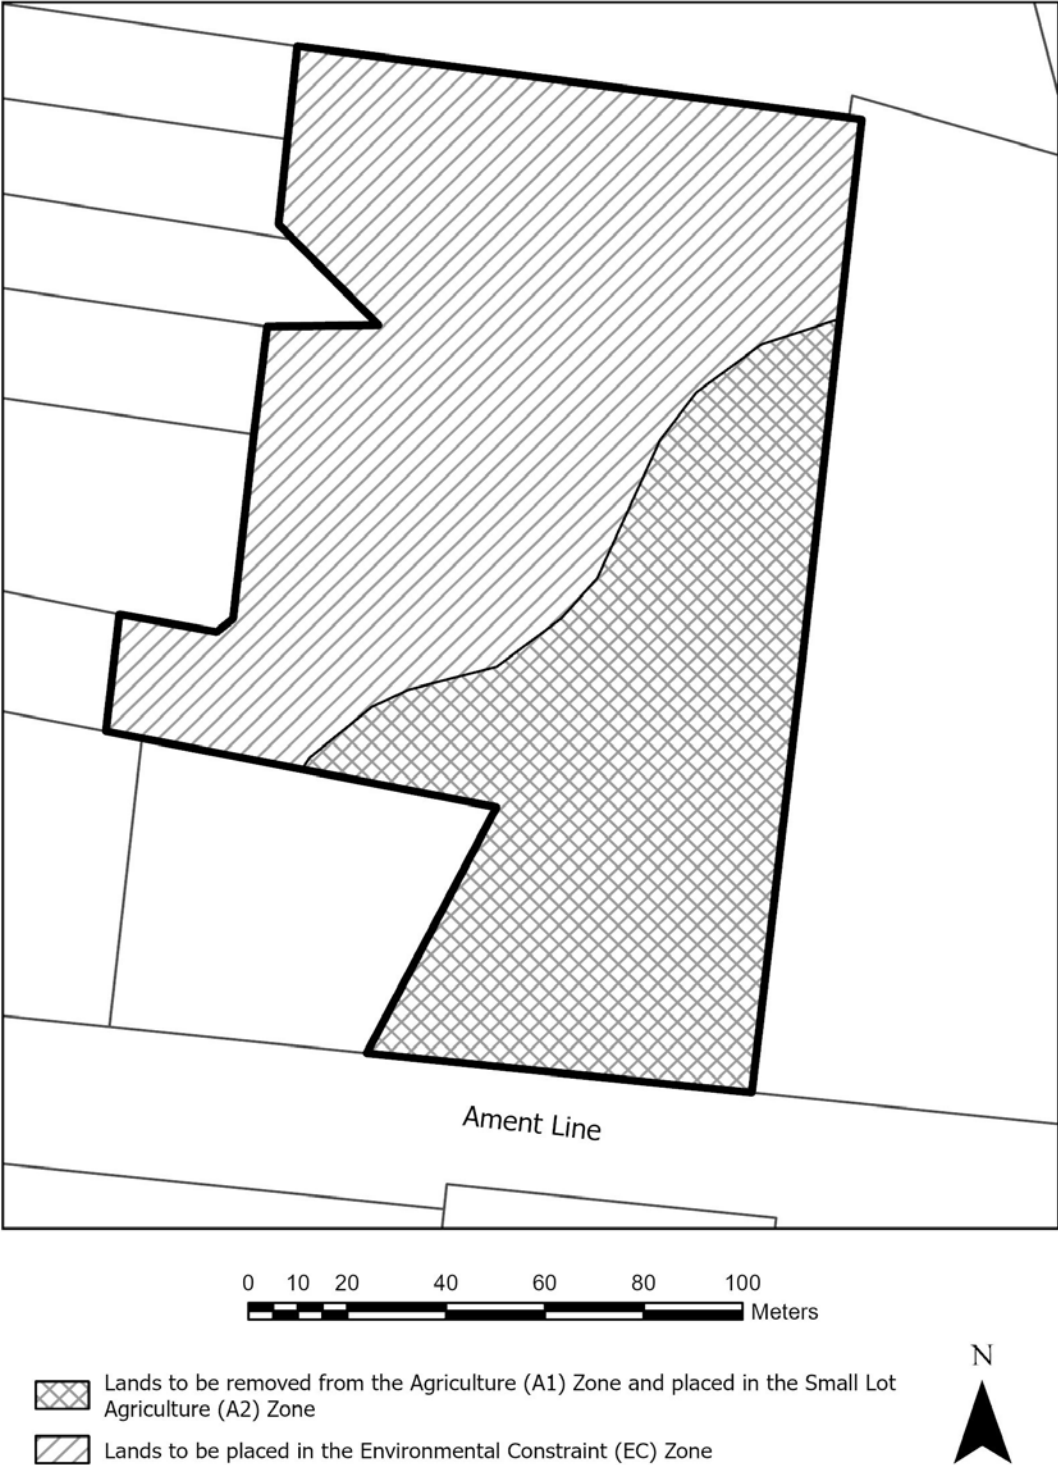 Ament Line
0 10 20 40 60 80 100
Meters
N
Lands to be removed from the Agriculture (A1) Zone and placed in the Small Lot
Agriculture (A2) Zone
Lands to be placed in the Environmental Constraint (EC) Zone